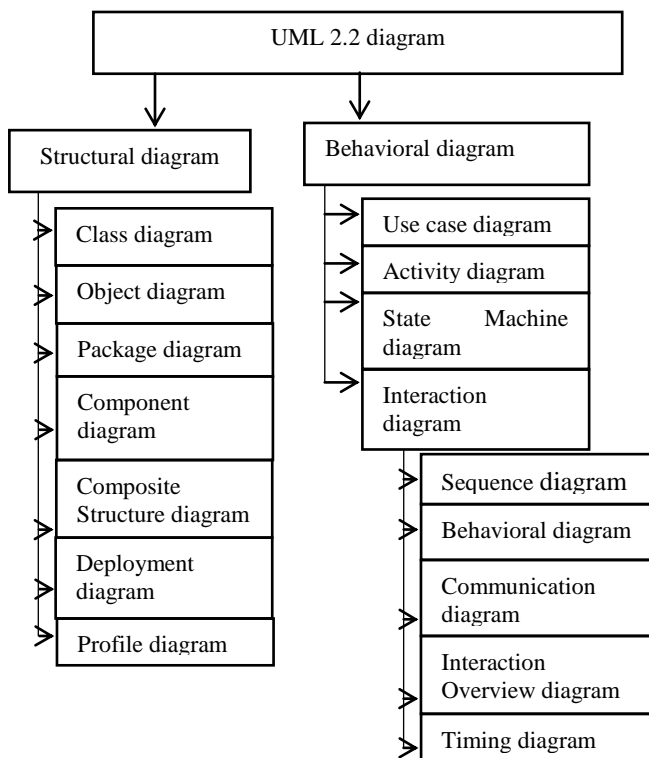 UML 2.2 diagram
Structural diagram
Class diagram
Object diagram
Package diagram
Component
diagram
Composite
Structure diagram
Deployment
diagram
Profile diagram
Behavioral diagram
Use case diagram
Activity diagram
State Machine
diagram
Interaction
diagram
Sequence diagram
Behavioral diagram
Communication
diagram
Interaction
Overview diagram
Timing diagram